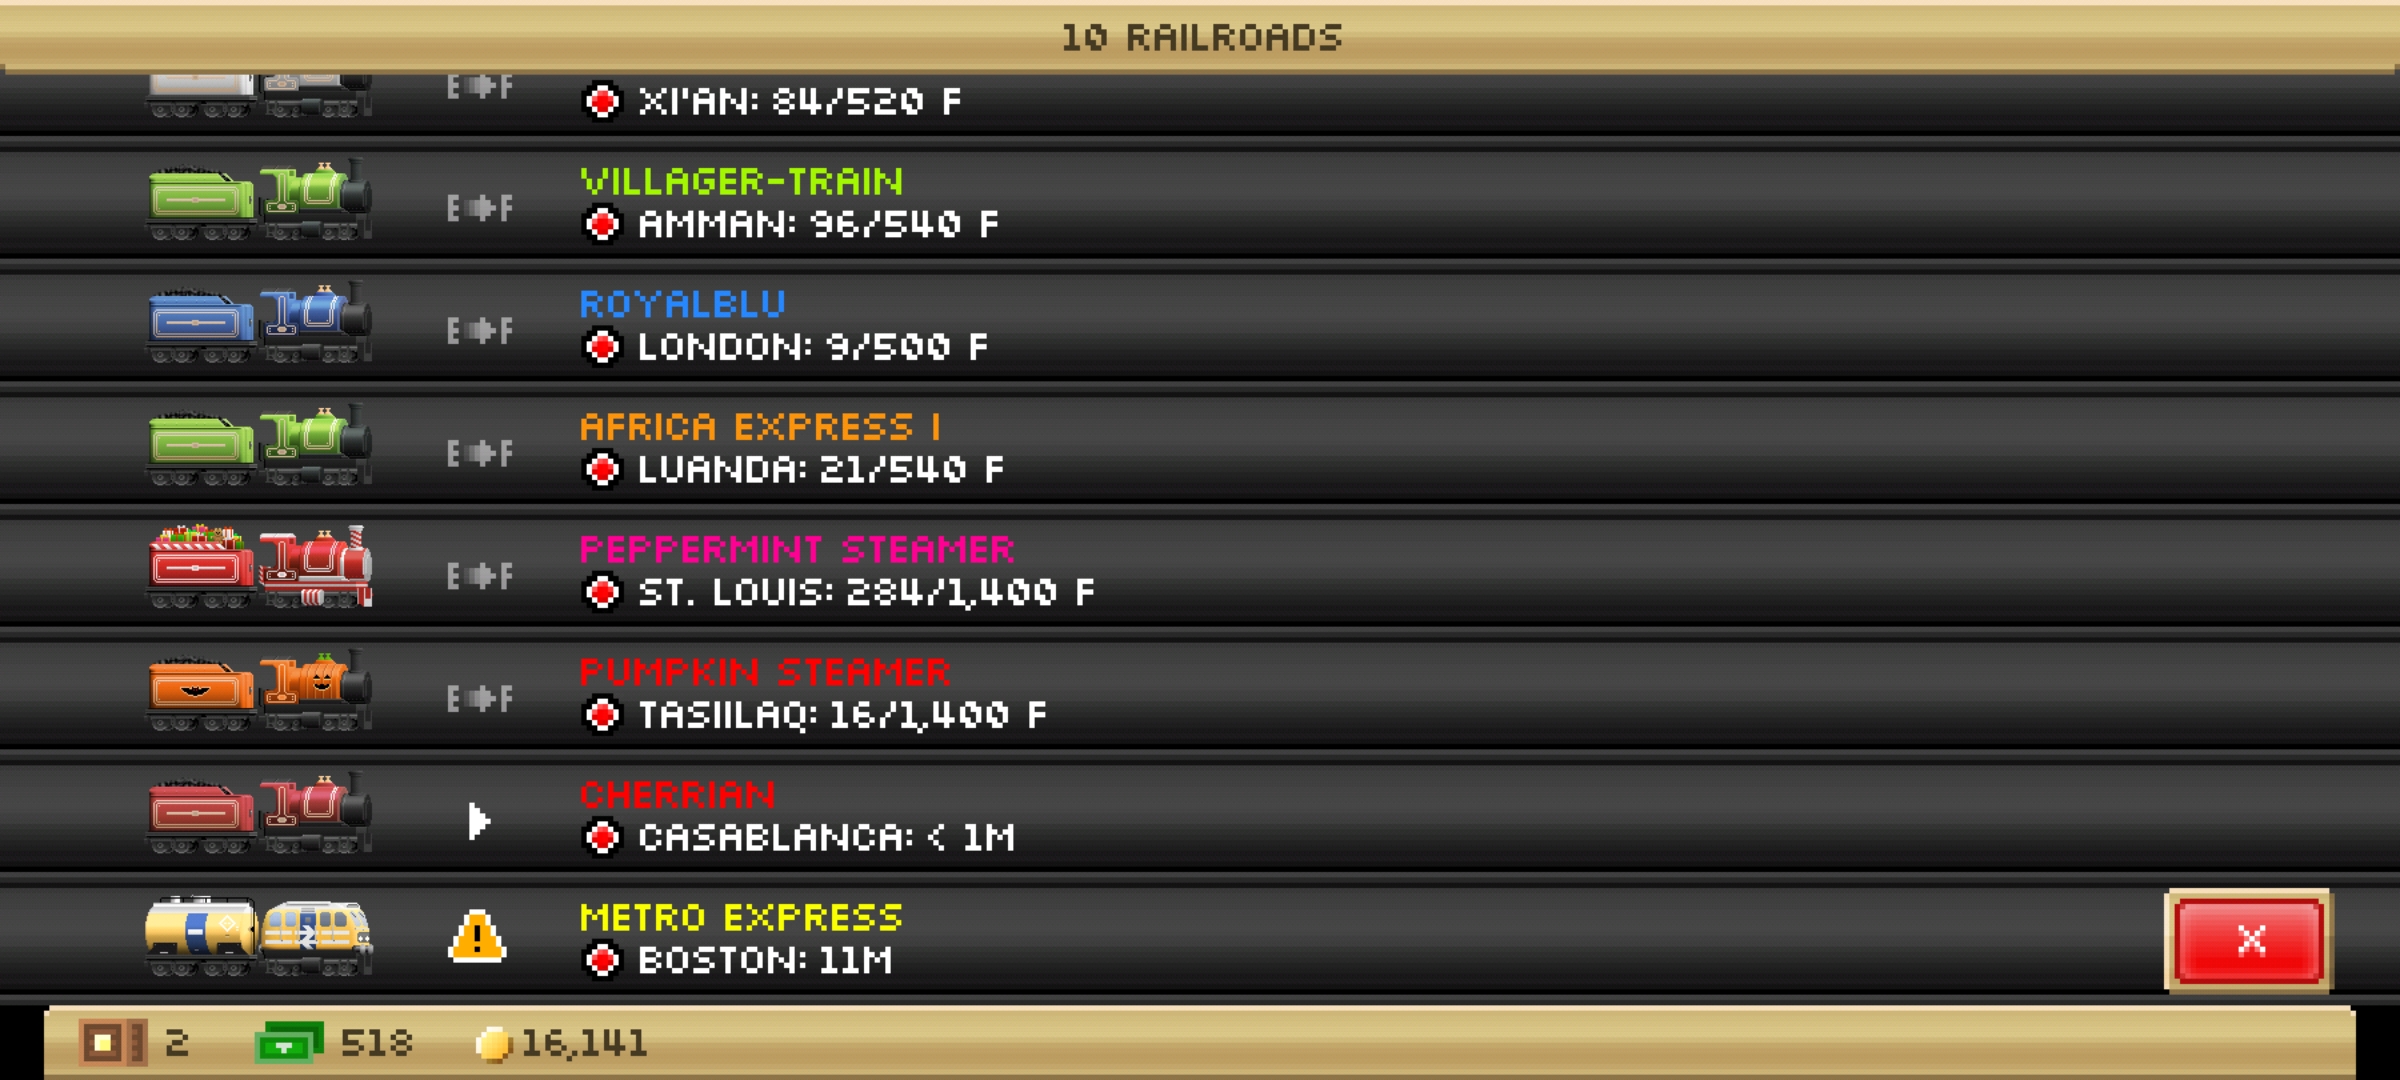 10 RAILROADS
E F
XI'AN: 84/520 F
VILLAGER-TRAIN
E F
AMMAN: 96/540 F
ROYALBLU
E F
LONDON: 9/500 F
AFRICA EXPRESS I
E F
LUANDA: 21/540 F
PEPPERMINT STEAMER
E F
ST. LOUIS: 284/1,400 F
PUMPKIN STEAMER
E F
TASIILAQ: 16/1,400 F
CHERRIAN
CASABLANCA: < 1M
METRO EXPRESS
!
BOSTON: 11M
X
2 518 16,141